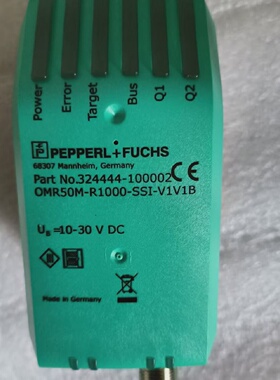 Power Error Target Bus Q1 Q2
PEPPERL+FUCHS
68307 Mannheim, Germany
Part No.324444-100002 CE
OMR50M-R1000-SSI-V1V1B
UB =10-30 V DC
Made in Germany